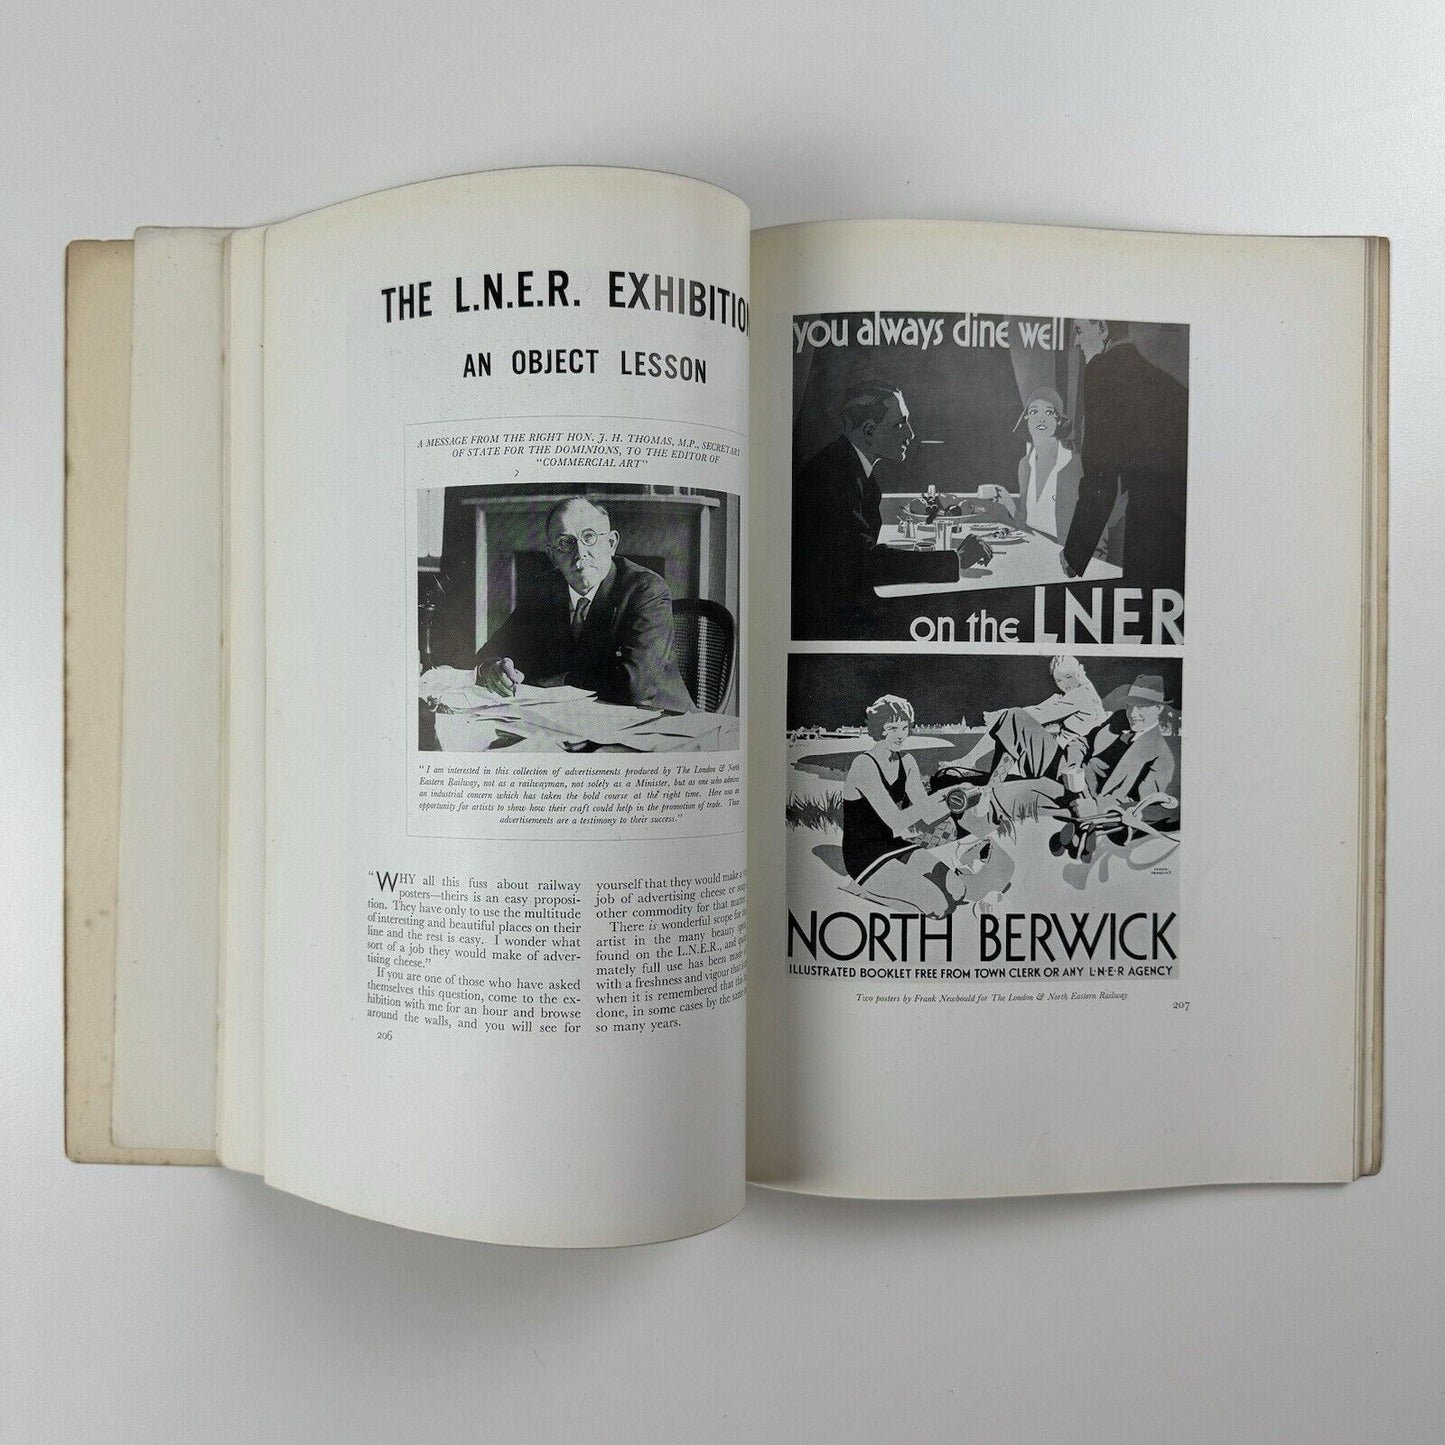 THE L.N.E.R. EXHIBITION
AN OBJECT LESSON
A MESSAGE FROM THE RIGHT HON. J. H. THOMAS, M.P., SECRETARY
OF STATE FOR THE DOMINIONS, TO THE EDITOR OF
"COMMERCIAL ART"
"I am interested in this collection of advertisements produced by The London & North
Eastern Railway, not as a railwayman, not solely as a Minister, but as one who admires
an industrial concern which has taken the bold course at the right time. Here was an
opportunity for artists to show how their craft could help in the promotion of trade. Their
advertisements are a testimony to their success."
"WHY all this fuss about railway
posters—theirs is an easy proposi-
tion. They have only to use the multitude
of interesting and beautiful places on their
line and the rest is easy. I wonder what
sort of a job they would make of adver-
tising cheese."
If you are one of those who have asked
themselves this question, come to the ex-
hibition with me for an hour and browse
around the walls, and you will see for
yourself that they would make a
job of advertising cheese or
other commodity for that
There is wonderful scope for
artist in the many beauty
found on the L.N.E.R., and
mately full use has been made
with a freshness and vigour that
when it is remembered that
done, in some cases by the same
so many years.
206
you always dine well
on the LNER
FRANK
NEWBOULD
NORTH BERWICK
ILLUSTRATED BOOKLET FREE FROM TOWN CLERK OR ANY L·N·E·R AGENCY
Two posters by Frank Newbould for The London & North Eastern Railway
207